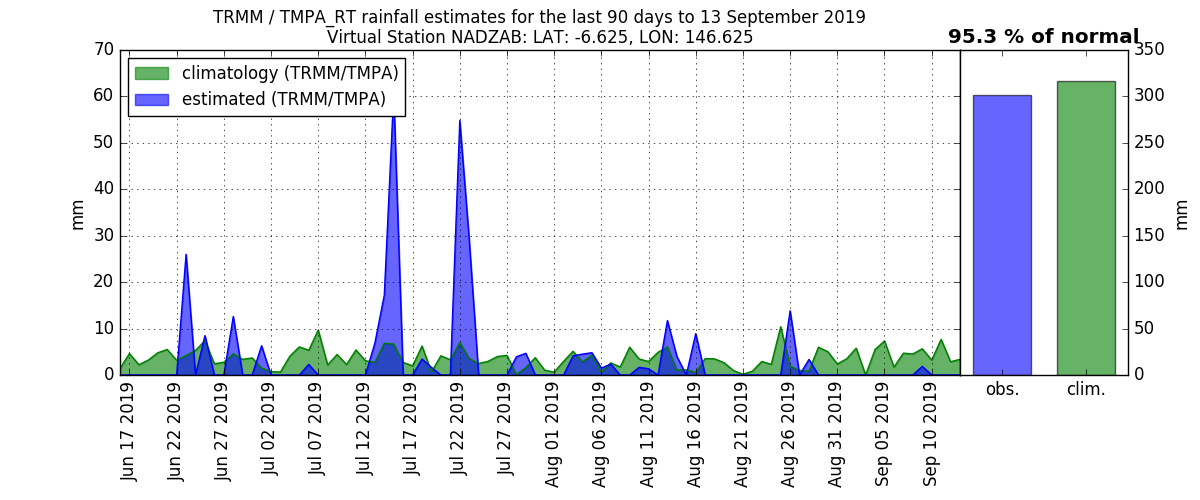 TRMM / TMPA_RT rainfall estimates for the last 90 days to 13 September 2019
Virtual Station NADZAB: LAT: -6.625, LON: 146.625
95.3 % of normal
climatology (TRMM/TMPA)
estimated (TRMM/TMPA)
70
60
50
40
30
20
10
0
mm
Jun 17 2019
Jun 22 2019
Jun 27 2019
Jul 02 2019
Jul 07 2019
Jul 12 2019
Jul 17 2019
Jul 22 2019
Jul 27 2019
Aug 01 2019
Aug 06 2019
Aug 11 2019
Aug 16 2019
Aug 21 2019
Aug 26 2019
Aug 31 2019
Sep 05 2019
Sep 10 2019
350
300
250
200
150
100
50
0
mm
obs.
clim.